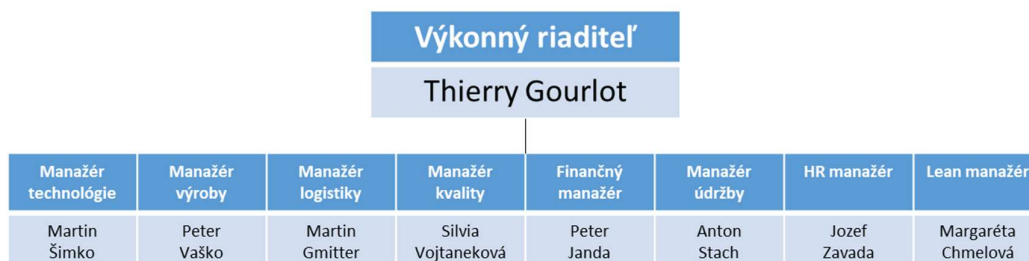 Výkonný riaditeľ
Thierry Gourlot
Manažér
technológie
Martin
Šimko
Manažér
výroby
Peter
Vaško
Manažér
logistiky
Martin
Gmitter
Manažér
kvality
Silvia
Vojtaneková
Finančný
manažér
Peter
Janda
Manažér
údržby
Anton
Stach
HR manažér
Jozef
Zavada
Lean manažér
Margaréta
Chmelová